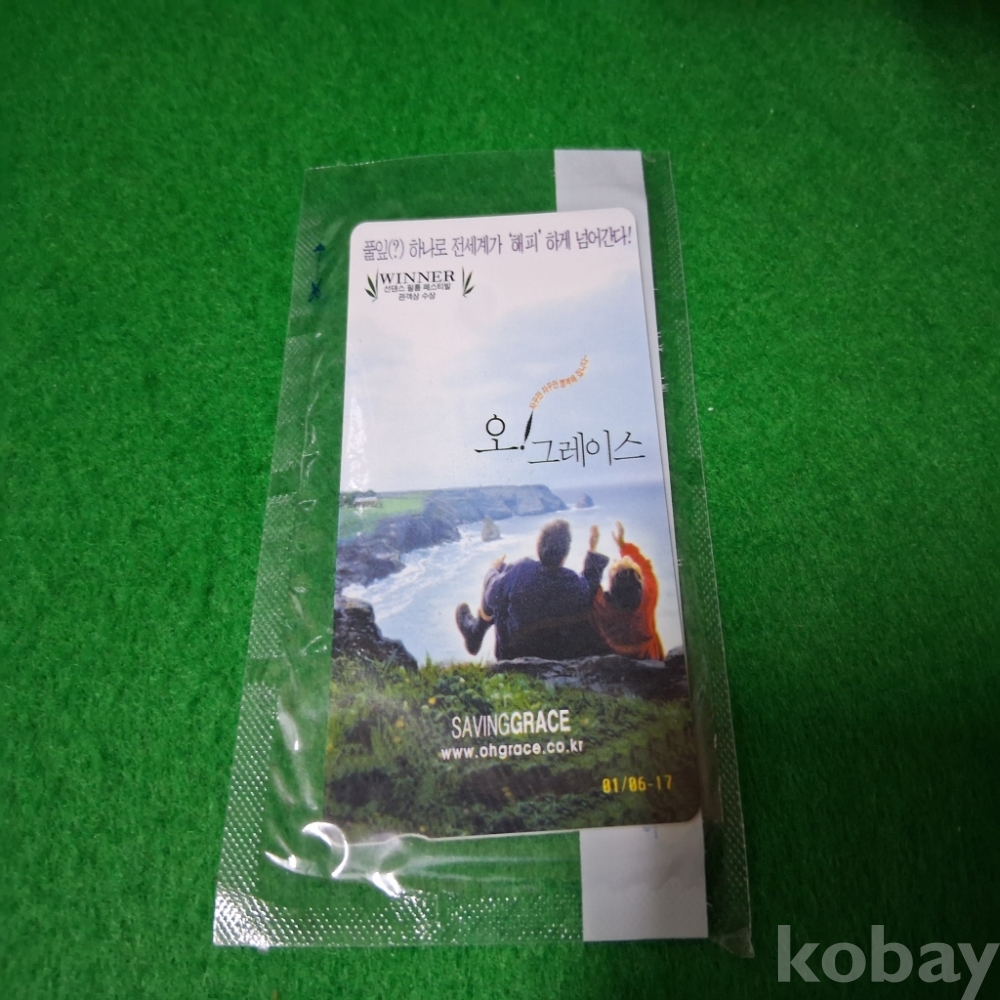 풀잎(?) 하나로 전세계가 '해피' 하게 넘어간다!
WINNER
선댄스 필름 페스티발
관객상 수상
오! 그레이스
SAVINGGRACE
www.ohgrace.co.kr
01/06-17
kobay